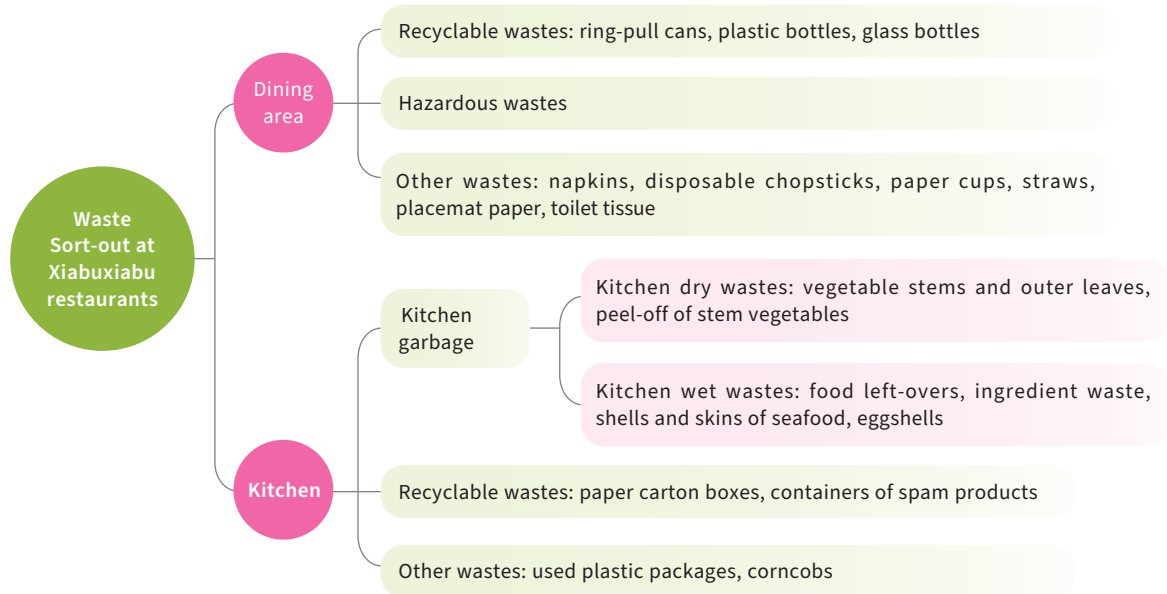 Waste
Sort-out at
Xiabuxiabu
restaurants
Dining
area
Recyclable wastes: ring-pull cans, plastic bottles, glass bottles
Hazardous wastes
Other wastes: napkins, disposable chopsticks, paper cups, straws,
placemat paper, toilet tissue
Kitchen
Kitchen
garbage
Kitchen dry wastes: vegetable stems and outer leaves,
peel-off of stem vegetables
Kitchen wet wastes: food left-overs, ingredient waste,
shells and skins of seafood, eggshells
Recyclable wastes: paper carton boxes, containers of spam products
Other wastes: used plastic packages, corncobs